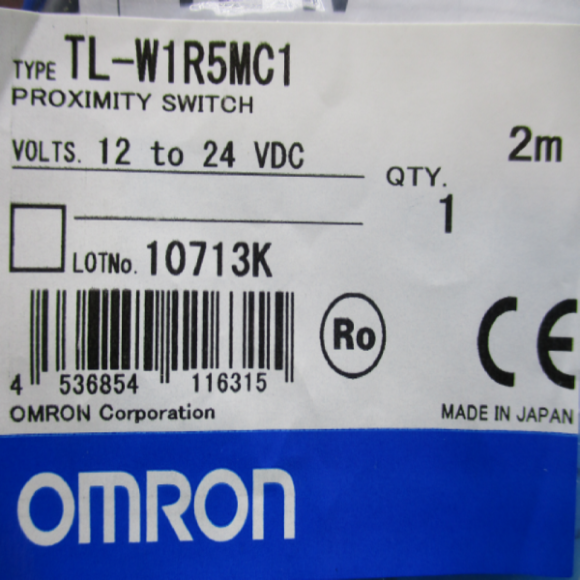 TYPE TL-W1R5MC1
PROXIMITY SWITCH
VOLTS. 12 to 24 VDC
2m
QTY.
1
LOTNo. 10713K
Ro
CE
4 536854 116315
OMRON Corporation
MADE IN JAPAN
OMRON